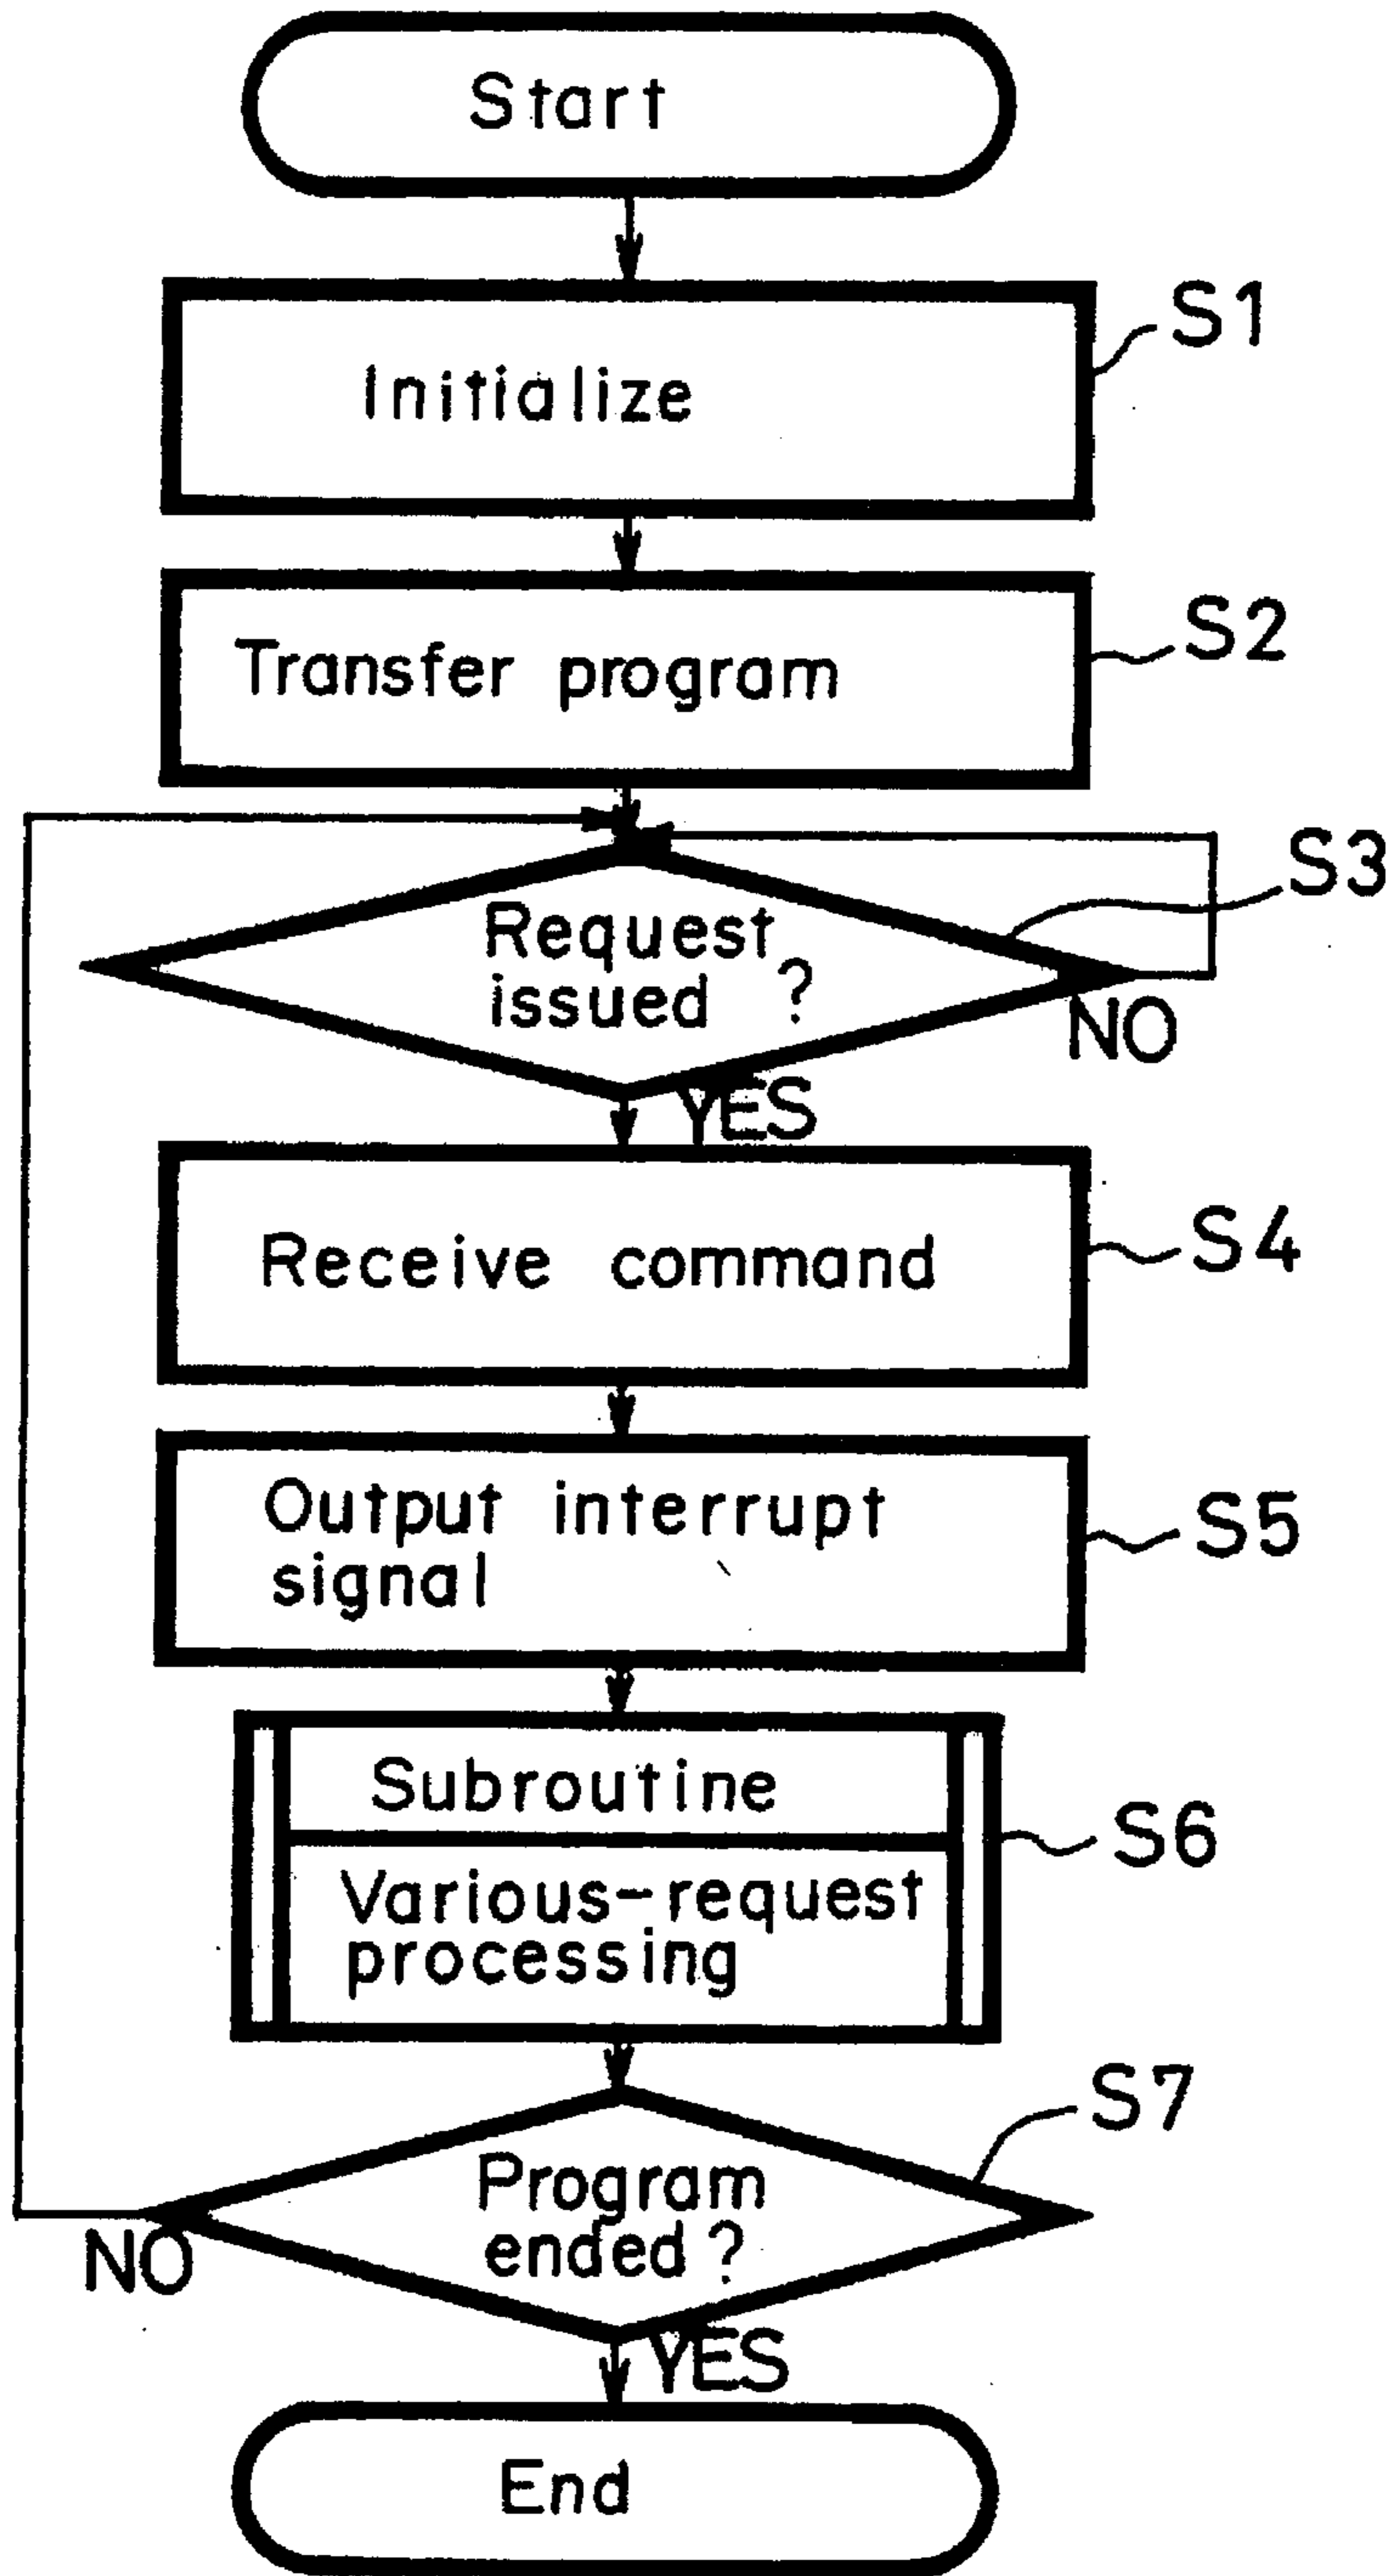 Start
S1
Initialize
S2
Transfer program
S3
Request
issued ?
NO
YES
S4
Receive command
S5
Output interrupt
signal
Subroutine
S6
Various-request
processing
S7
Program
ended ?
NO
YES
End